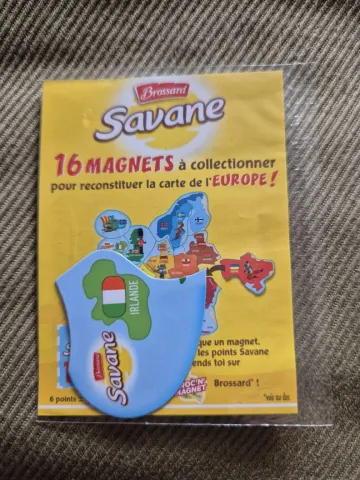 Brossard
Savane
16 MAGNETS à collectionner
pour reconstituer la carte de l'EUROPE !
IRLANDE
Brossard
Savane
que un magnet.
les points Savane
ends toi sur
Brossard* !
6 points
*voir au dos